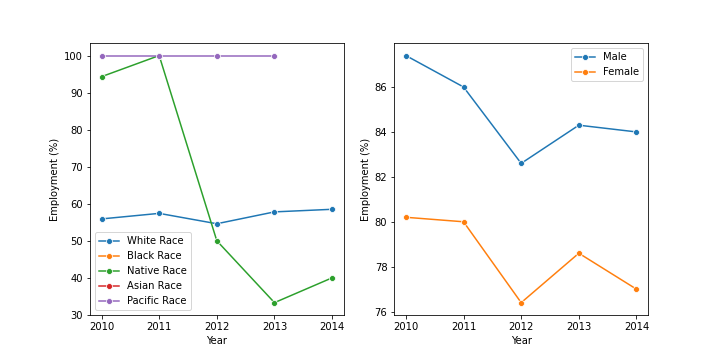 Employment (%)
100
90
80
70
60
50
40
30
2010 2011 2012 2013 2014
Year
White Race
Black Race
Native Race
Asian Race
Pacific Race
Employment (%)
86
84
82
80
78
76
2010 2011 2012 2013 2014
Year
Male
Female